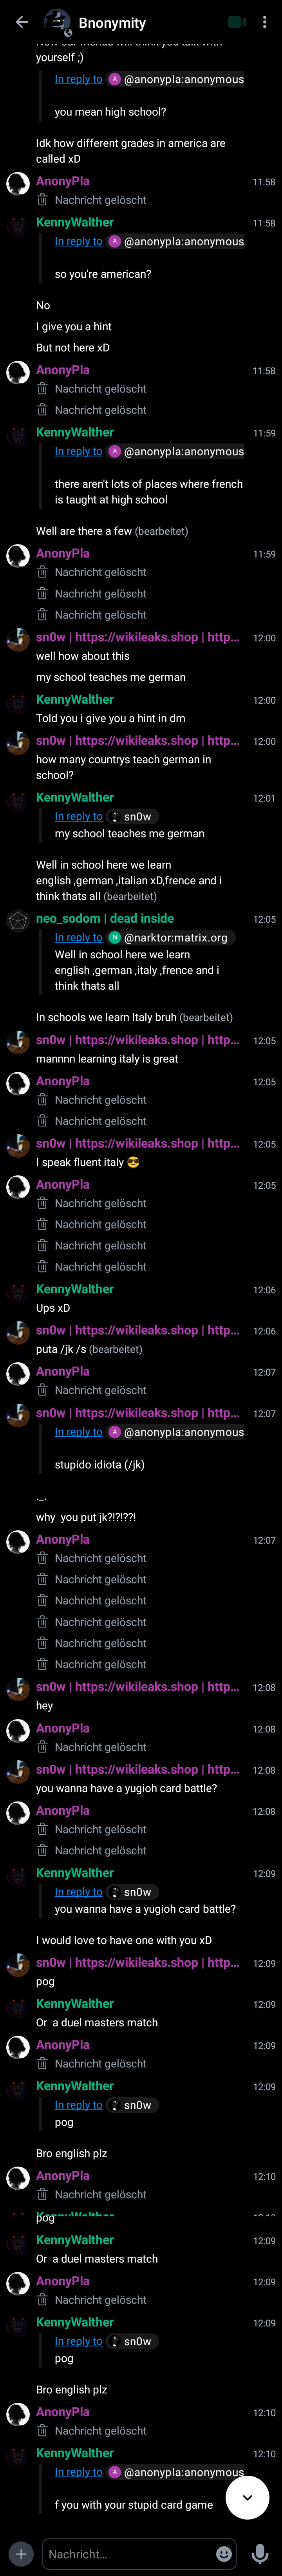 Bnonymity
yourself ;)
In reply to A @anonypla:anonymous
you mean high school?
Idk how different grades in america are
called xD
AnonyPla 11:58
Nachricht gelöscht
KennyWalther 11:58
In reply to A @anonypla:anonymous
so you're american?
No
I give you a hint
But not here xD
AnonyPla 11:58
Nachricht gelöscht
Nachricht gelöscht
KennyWalther 11:59
In reply to A @anonypla:anonymous
there aren't lots of places where french
is taught at high school
Well are there a few (bearbeitet)
AnonyPla 11:59
Nachricht gelöscht
Nachricht gelöscht
Nachricht gelöscht
sn0w | https://wikileaks.shop | http... 12:00
well how about this
my school teaches me german
KennyWalther 12:00
Told you i give you a hint in dm
sn0w | https://wikileaks.shop | http... 12:00
how many countrys teach german in
school?
KennyWalther 12:01
In reply to sn0w
my school teaches me german
Well in school here we learn
english ,german ,italian xD,frence and i
think thats all (bearbeitet)
neo_sodom | dead inside 12:05
In reply to N @narktor:matrix.org
Well in school here we learn
english ,german ,italy ,frence and i
think thats all
In schools we learn Italy bruh (bearbeitet)
sn0w | https://wikileaks.shop | http... 12:05
mannnn learning italy is great
AnonyPla 12:05
Nachricht gelöscht
Nachricht gelöscht
sn0w | https://wikileaks.shop | http... 12:05
I speak fluent italy 😎
AnonyPla 12:05
Nachricht gelöscht
Nachricht gelöscht
Nachricht gelöscht
Nachricht gelöscht
KennyWalther 12:06
Ups xD
sn0w | https://wikileaks.shop | http... 12:06
puta /jk /s (bearbeitet)
AnonyPla 12:07
Nachricht gelöscht
sn0w | https://wikileaks.shop | http... 12:07
In reply to A @anonypla:anonymous
stupido idiota (/jk)
._.
why you put jk?!?!??!
AnonyPla 12:07
Nachricht gelöscht
Nachricht gelöscht
Nachricht gelöscht
Nachricht gelöscht
Nachricht gelöscht
Nachricht gelöscht
sn0w | https://wikileaks.shop | http... 12:08
hey
AnonyPla 12:08
Nachricht gelöscht
sn0w | https://wikileaks.shop | http... 12:08
you wanna have a yugioh card battle?
AnonyPla 12:08
Nachricht gelöscht
Nachricht gelöscht
KennyWalther 12:09
In reply to sn0w
you wanna have a yugioh card battle?
I would love to have one with you xD
sn0w | https://wikileaks.shop | http... 12:09
pog
KennyWalther 12:09
Or a duel masters match
AnonyPla 12:09
Nachricht gelöscht
KennyWalther 12:09
In reply to sn0w
pog
Bro english plz
AnonyPla 12:10
Nachricht gelöscht
pog
KennyWalther 12:09
Or a duel masters match
AnonyPla 12:09
Nachricht gelöscht
KennyWalther 12:09
In reply to sn0w
pog
Bro english plz
AnonyPla 12:10
Nachricht gelöscht
KennyWalther 12:10
In reply to A @anonypla:anonymous
f you with your stupid card game
Nachricht...